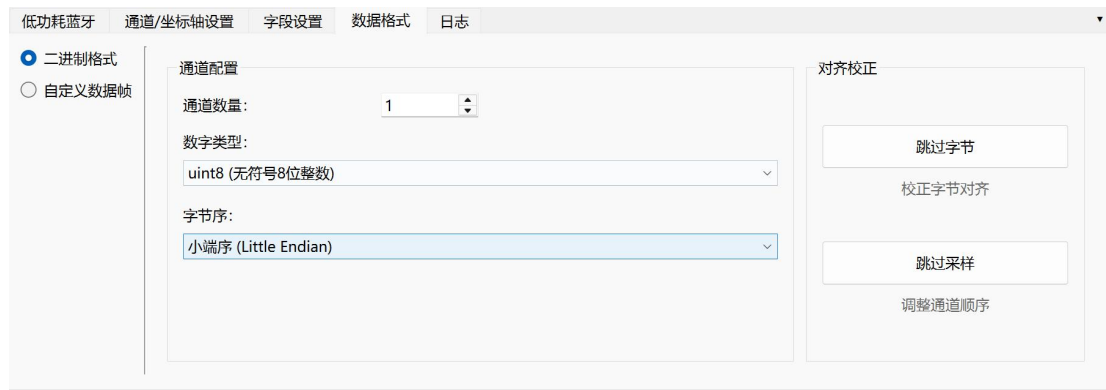 低功耗蓝牙 通道/坐标轴设置 字段设置 数据格式 日志
二进制格式
自定义数据帧
通道配置
通道数量: 1
数字类型:
uint8 (无符号8位整数)
字节序:
小端序 (Little Endian)
对齐校正
跳过字节
校正字节对齐
跳过采样
调整通道顺序